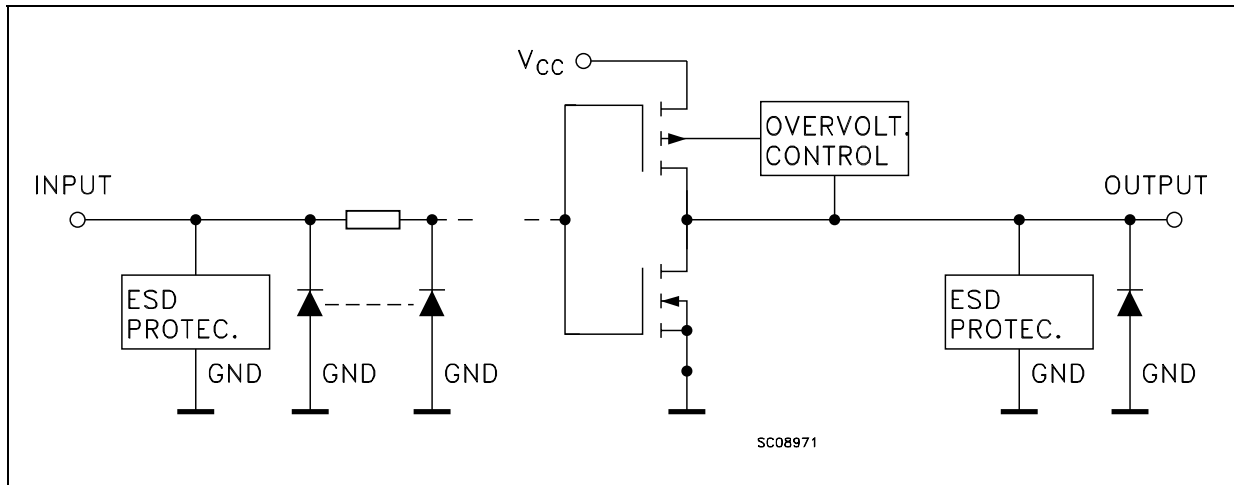 VCC
OVERVOLT.
CONTROL
INPUT
OUTPUT
ESD
PROTEC.
GND
GND
GND
ESD
PROTEC.
GND
GND
SC08971